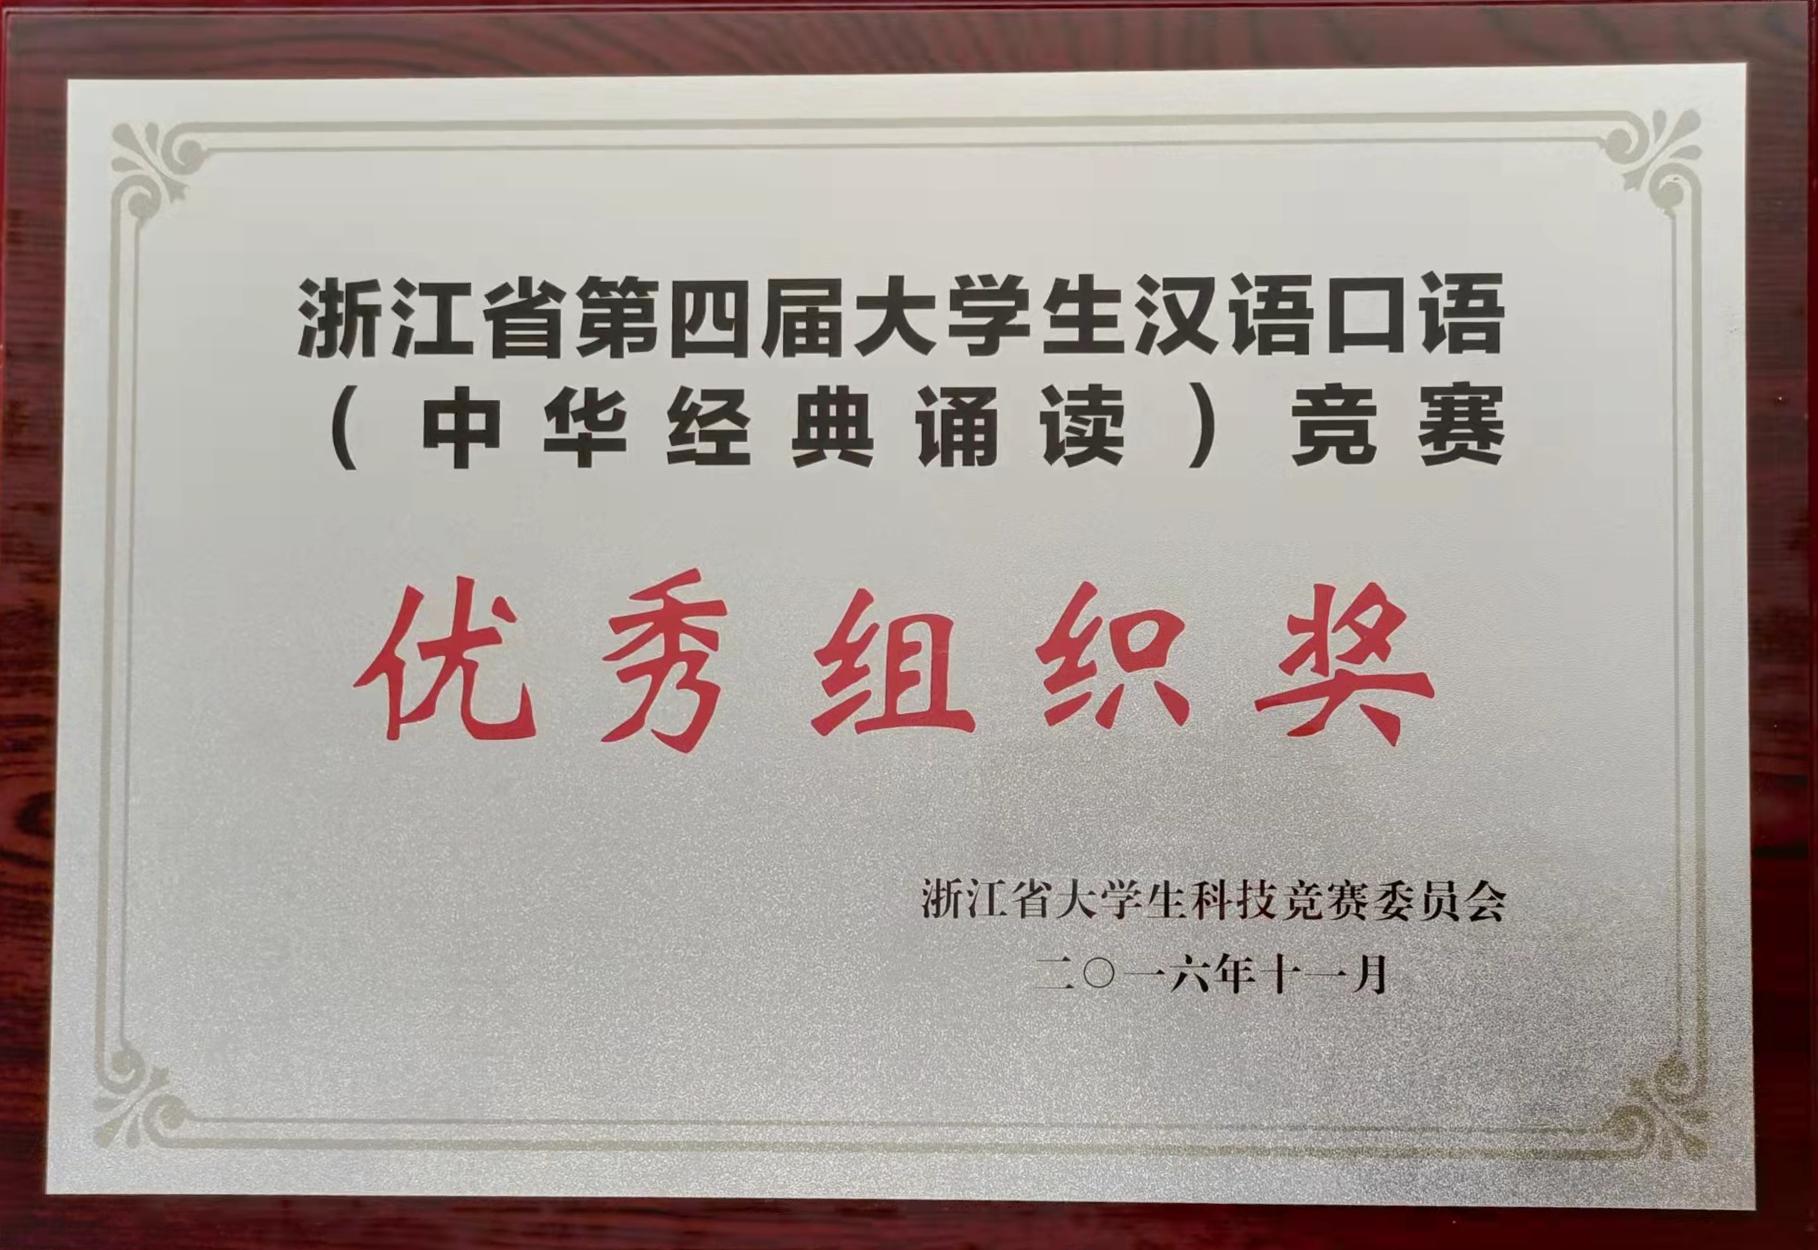 浙江省第四届大学生汉语口语
（中华经典诵读）竞赛
优秀组织奖
浙江省大学生科技竞赛委员会
二〇一六年十一月